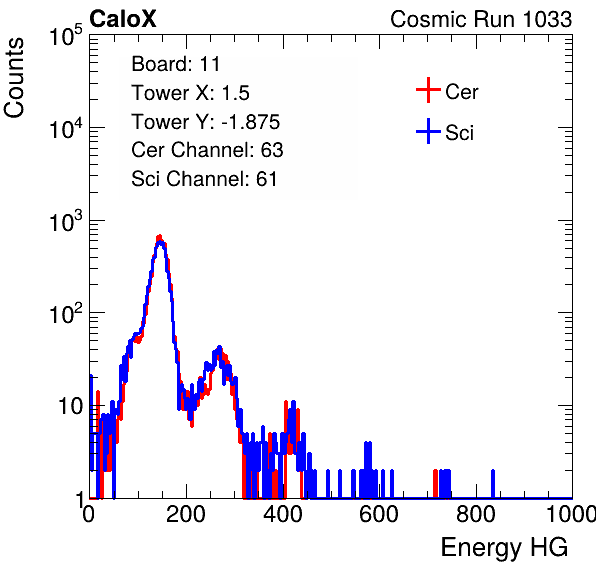 CaloX Cosmic Run 1033
Counts
10^5
10^4
10^3
10^2
10
1
Board: 11
Tower X: 1.5
Tower Y: -1.875
Cer Channel: 63
Sci Channel: 61
Cer
Sci
0 200 400 600 800 1000
Energy HG